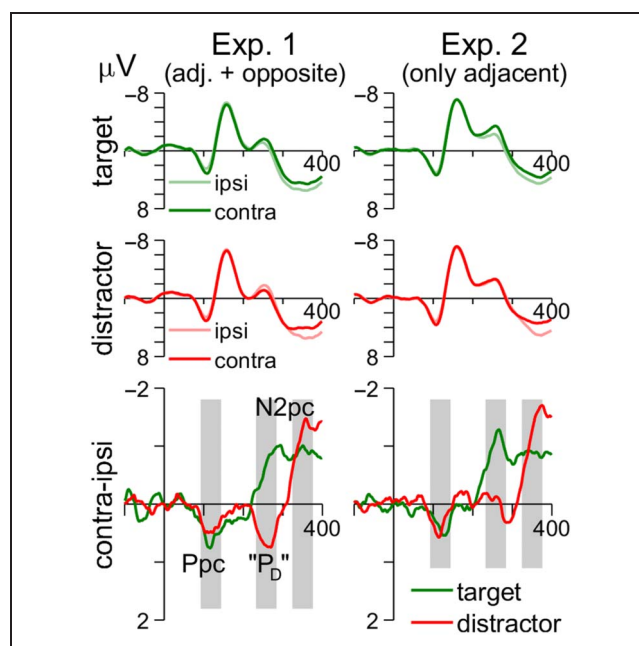 Exp. 1 Exp. 2
μV (adj. + opposite) (only adjacent)
−8 −8
target
400 400
ipsi
contra
8 8
−8 −8
distractor
400 400
ipsi
contra
8 8
−2 −2
N2pc
contra-ipsi
400 400
Ppc "P_D"
target
distractor
2 2